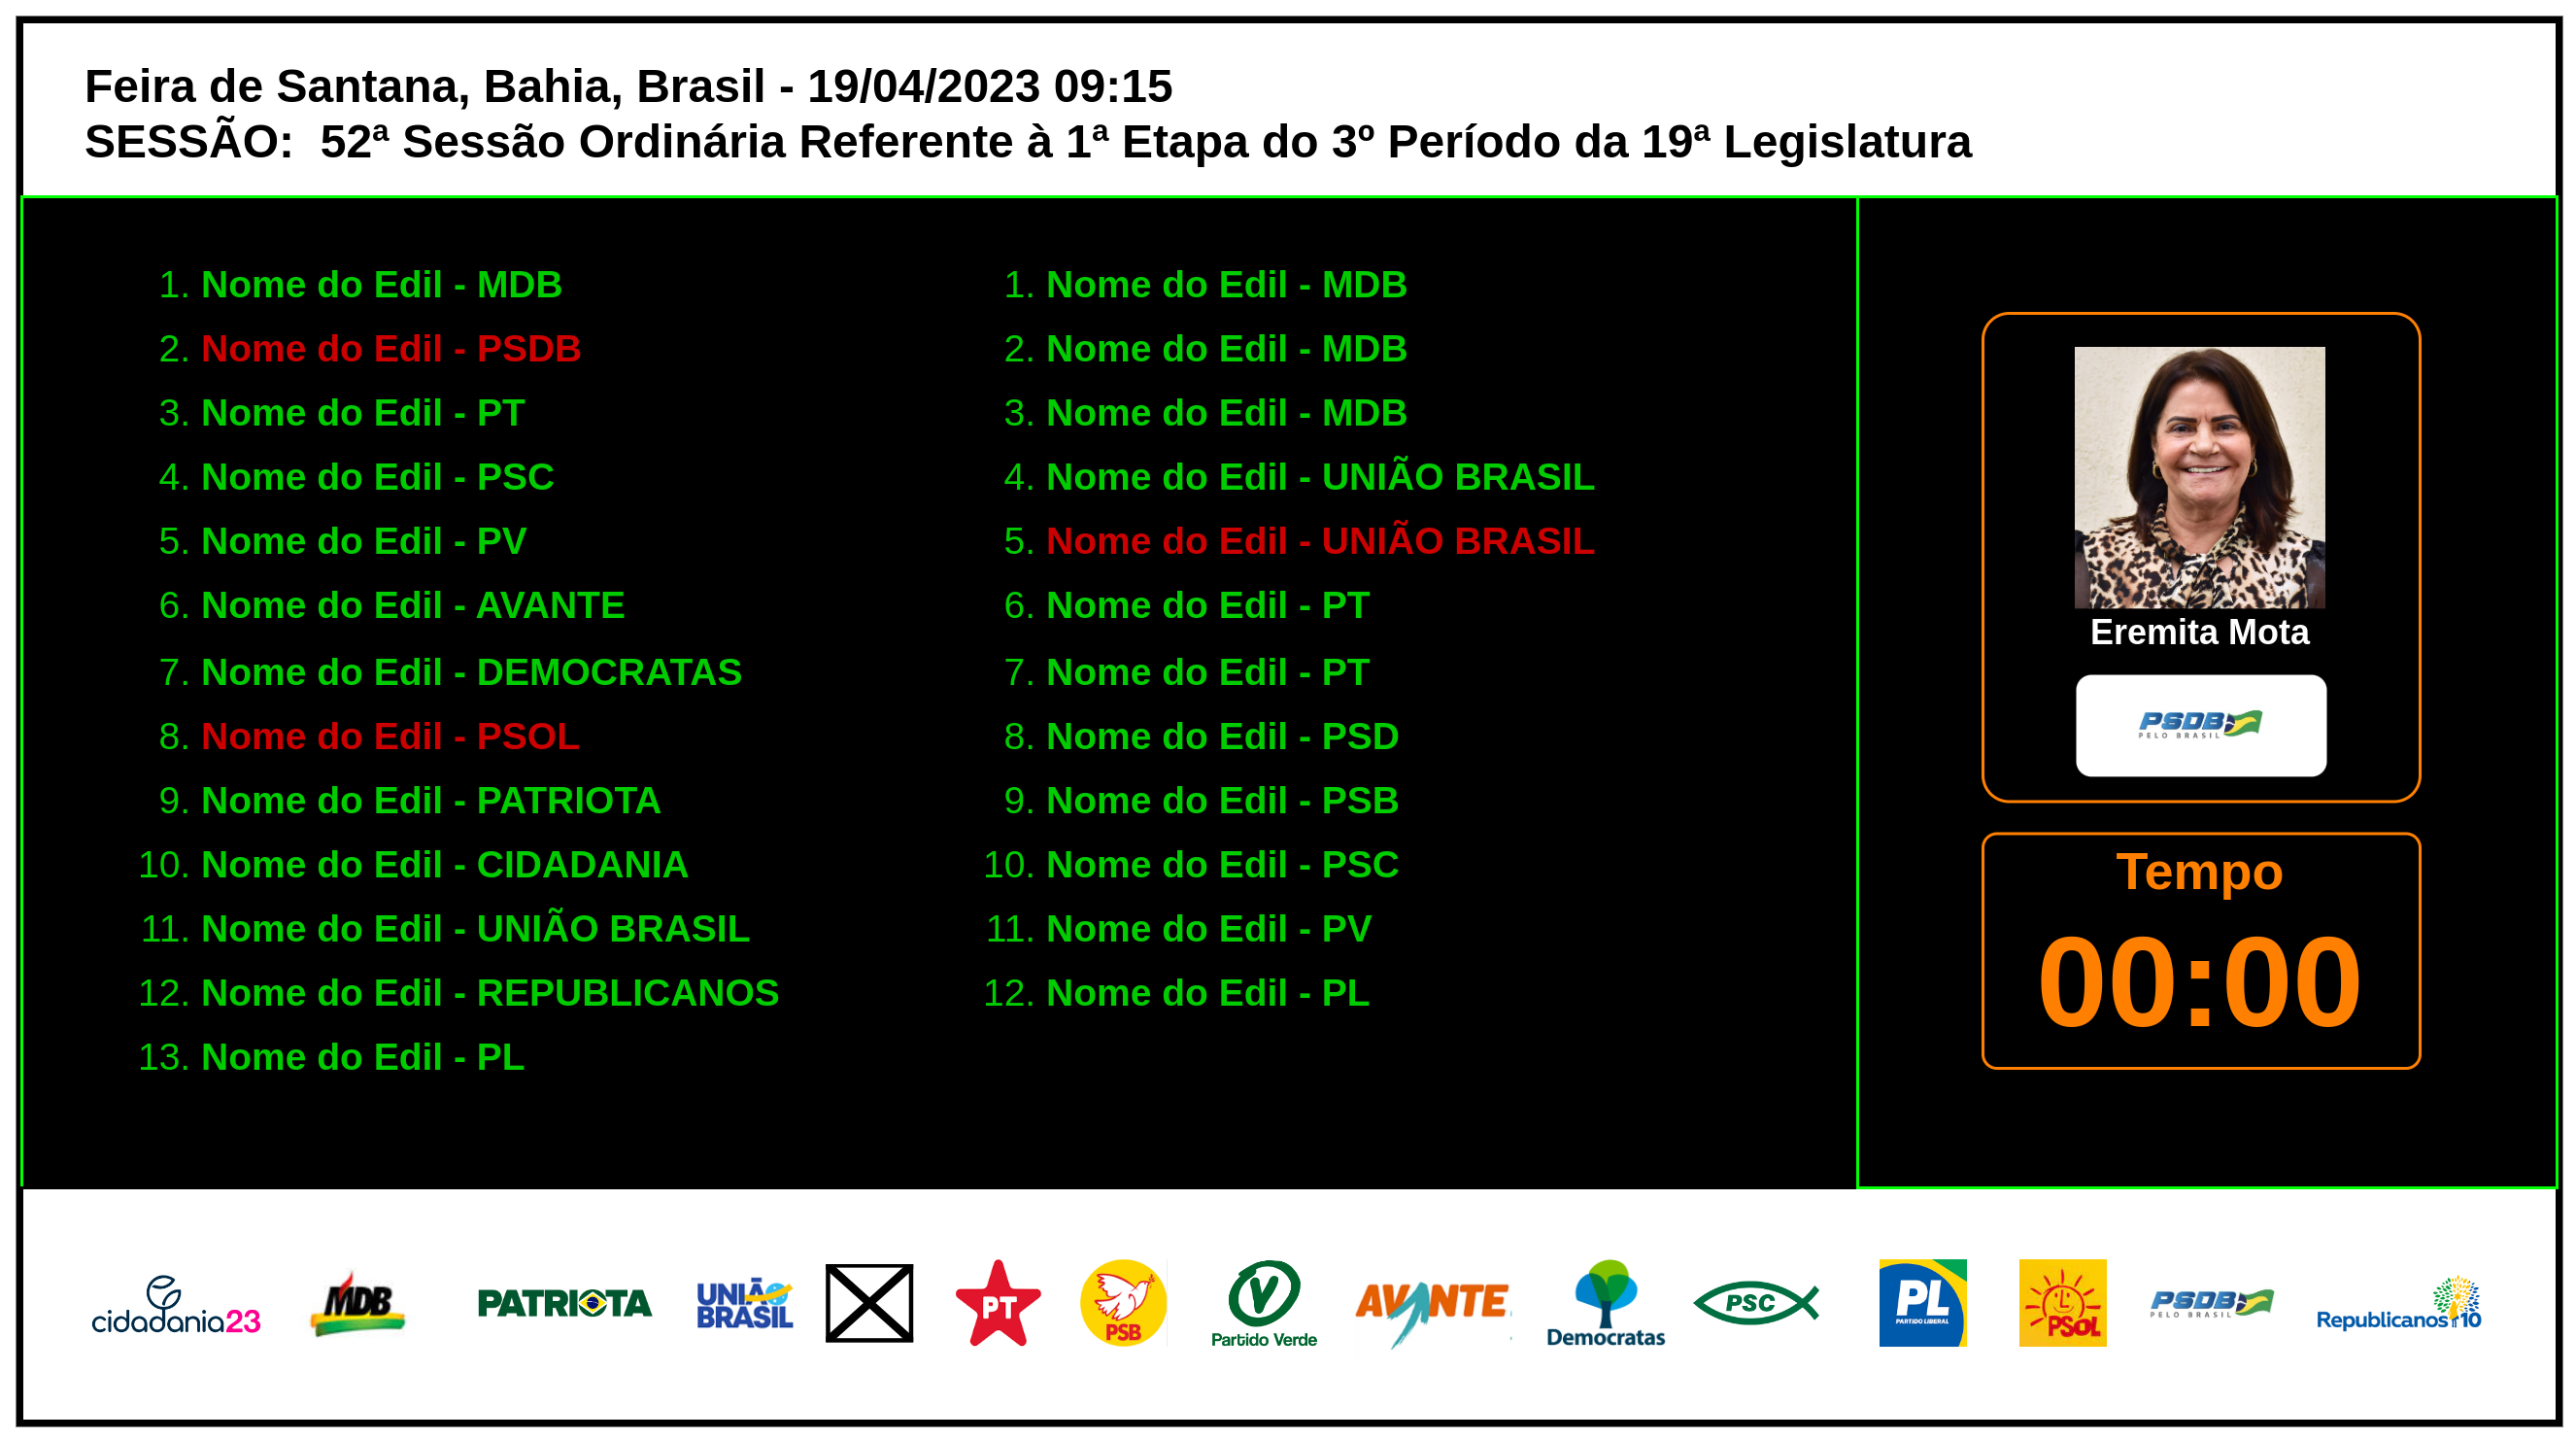 Feira de Santana, Bahia, Brasil - 19/04/2023 09:15
SESSÃO:  52ª Sessão Ordinária Referente à 1ª Etapa do 3º Período da 19ª Legislatura
1. Nome do Edil - MDB
2. Nome do Edil - PSDB
3. Nome do Edil - PT
4. Nome do Edil - PSC
5. Nome do Edil - PV
6. Nome do Edil - AVANTE
7. Nome do Edil - DEMOCRATAS
8. Nome do Edil - PSOL
9. Nome do Edil - PATRIOTA
10. Nome do Edil - CIDADANIA
11. Nome do Edil - UNIÃO BRASIL
12. Nome do Edil - REPUBLICANOS
13. Nome do Edil - PL
1. Nome do Edil - MDB
2. Nome do Edil - MDB
3. Nome do Edil - MDB
4. Nome do Edil - UNIÃO BRASIL
5. Nome do Edil - UNIÃO BRASIL
6. Nome do Edil - PT
7. Nome do Edil - PT
8. Nome do Edil - PSD
9. Nome do Edil - PSB
10. Nome do Edil - PSC
11. Nome do Edil - PV
12. Nome do Edil - PL
Eremita Mota
PSDB
PELO BRASIL
Tempo
00:00
cidadania23
MDB
PATRIOTA
UNIÃO
BRASIL
PT
PSB
V
Partido Verde
AVANTE
Democratas
PSC
PL
PARTIDO LIBERAL
PSOL
PSDB
PELO BRASIL
Republicanos 10